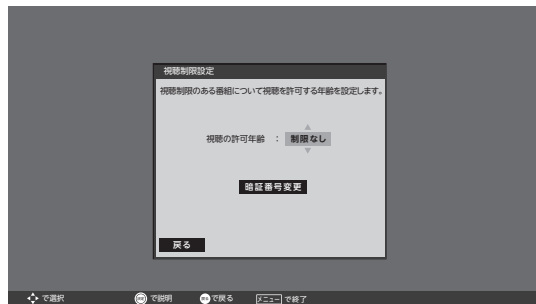 視聴制限設定
視聴制限のある番組について視聴を許可する年齢を設定します。
視聴の許可年齢 : 制限なし
暗証番号変更
戻る
で選択 で説明 で戻る メニュー で終了